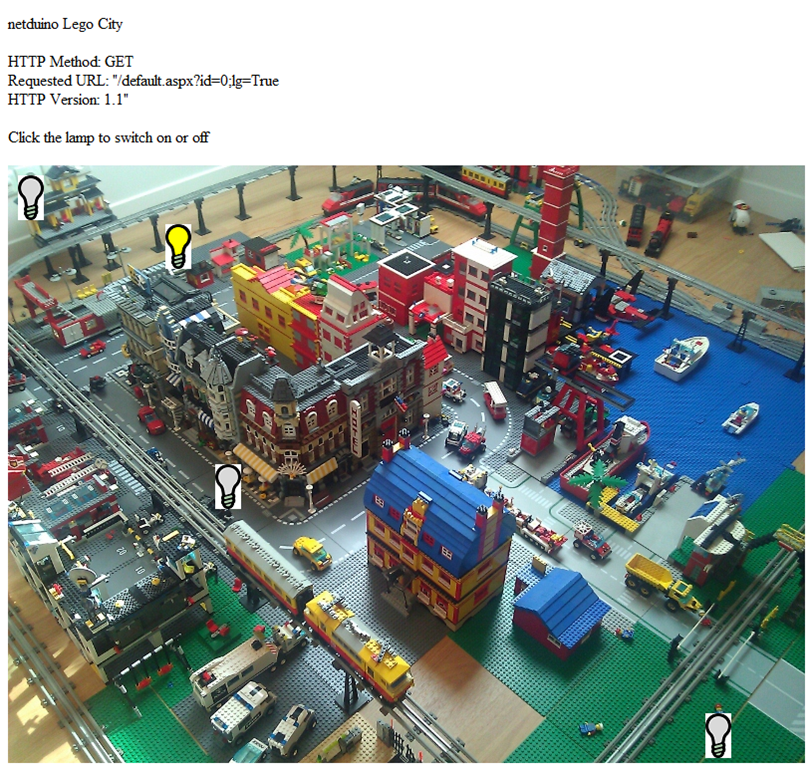 netduino Lego City
HTTP Method: GET
Requested URL: "/default.aspx?id=0;lg=True
HTTP Version: 1.1"
Click the lamp to switch on or off
HOTEL